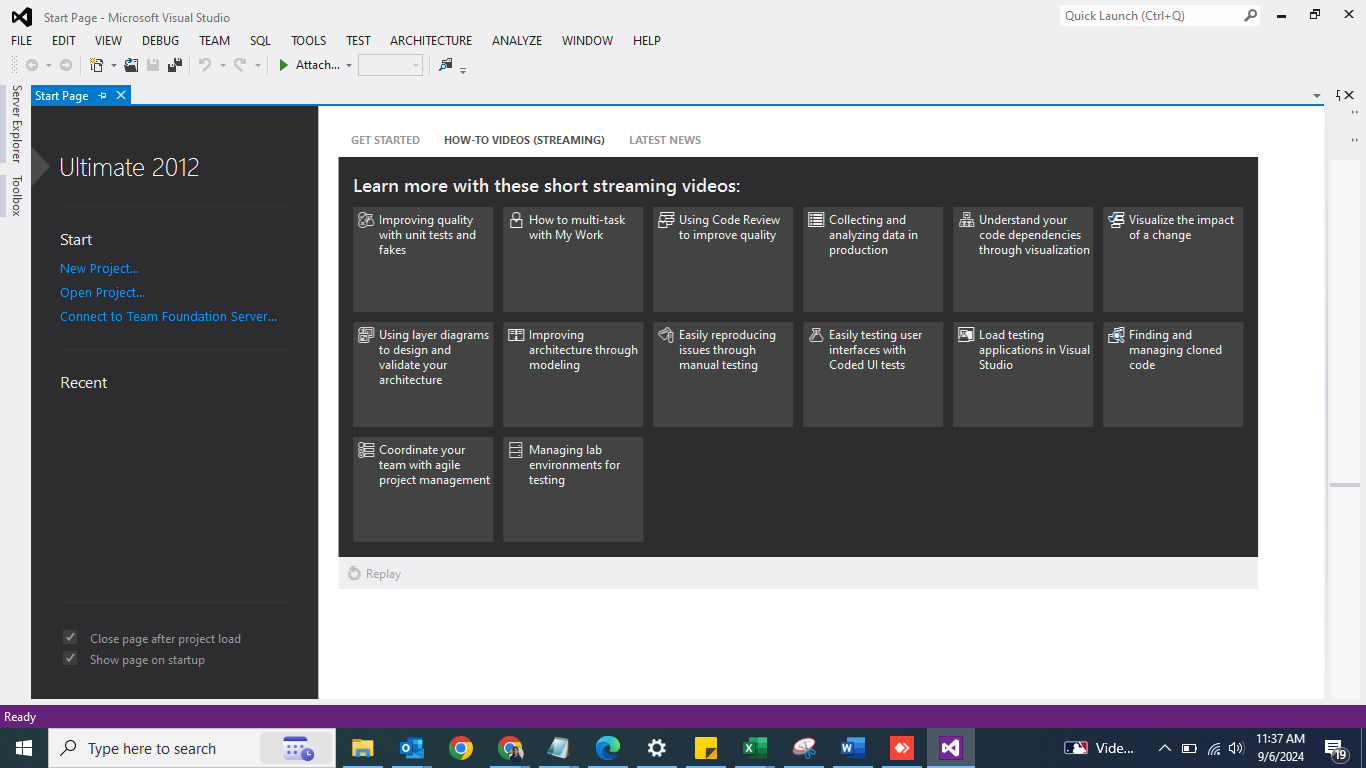 Start Page - Microsoft Visual Studio
Quick Launch (Ctrl+Q)
FILE EDIT VIEW DEBUG TEAM SQL TOOLS TEST ARCHITECTURE ANALYZE WINDOW HELP
Attach...
Server Explorer
Toolbox
Start Page
Ultimate 2012
Start
New Project...
Open Project...
Connect to Team Foundation Server...
Recent
Close page after project load
Show page on startup
GET STARTED HOW-TO VIDEOS (STREAMING) LATEST NEWS
Learn more with these short streaming videos:
Improving quality
with unit tests and
fakes
How to multi-task
with My Work
Using Code Review
to improve quality
Collecting and
analyzing data in
production
Understand your
code dependencies
through visualization
Visualize the impact
of a change
Using layer diagrams
to design and
validate your
architecture
Improving
architecture through
modeling
Easily reproducing
issues through
manual testing
Easily testing user
interfaces with
Coded UI tests
Load testing
applications in Visual
Studio
Finding and
managing cloned
code
Coordinate your
team with agile
project management
Managing lab
environments for
testing
Replay
Ready
Type here to search
Vide...
11:37 AM
9/6/2024
19